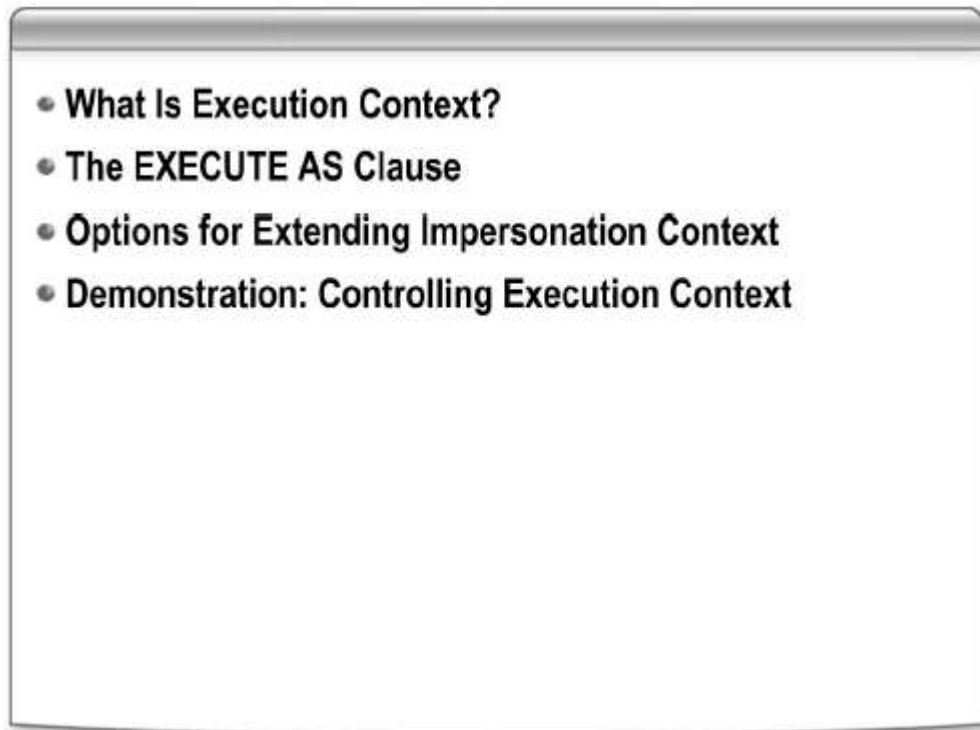 What Is Execution Context?
The EXECUTE AS Clause
Options for Extending Impersonation Context
Demonstration: Controlling Execution Context